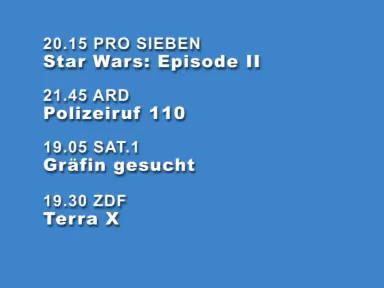 20.15 PRO SIEBEN
Star Wars: Episode II
21.45 ARD
Polizeiruf 110
19.05 SAT.1
Gräfin gesucht
19.30 ZDF
Terra X